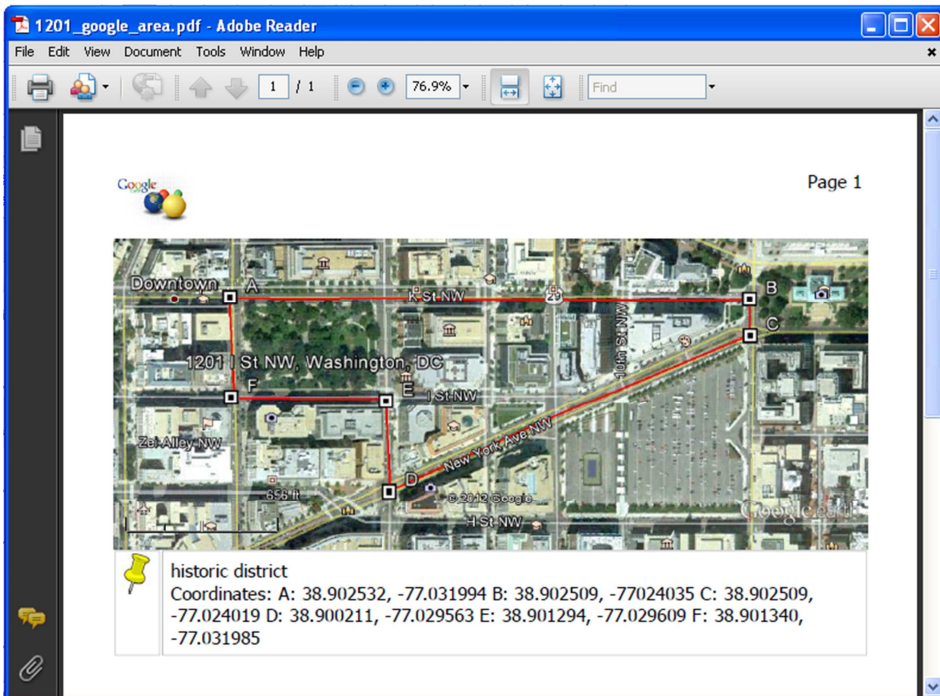 1201_google_area.pdf - Adobe Reader
File Edit View Document Tools Window Help
1 / 1 76.9% Find
Google
Page 1
Downtown
A
K St NW
29
B
C
10th St NW
1201 I St NW, Washington, DC
F
E
I St NW
Zei Alley NW
New York Ave NW
D
656 ft
© 2012 Google
Google earth
H St NW
historic district
Coordinates: A: 38.902532, -77.031994 B: 38.902509, -77024035 C: 38.902509,
-77.024019 D: 38.900211, -77.029563 E: 38.901294, -77.029609 F: 38.901340,
-77.031985